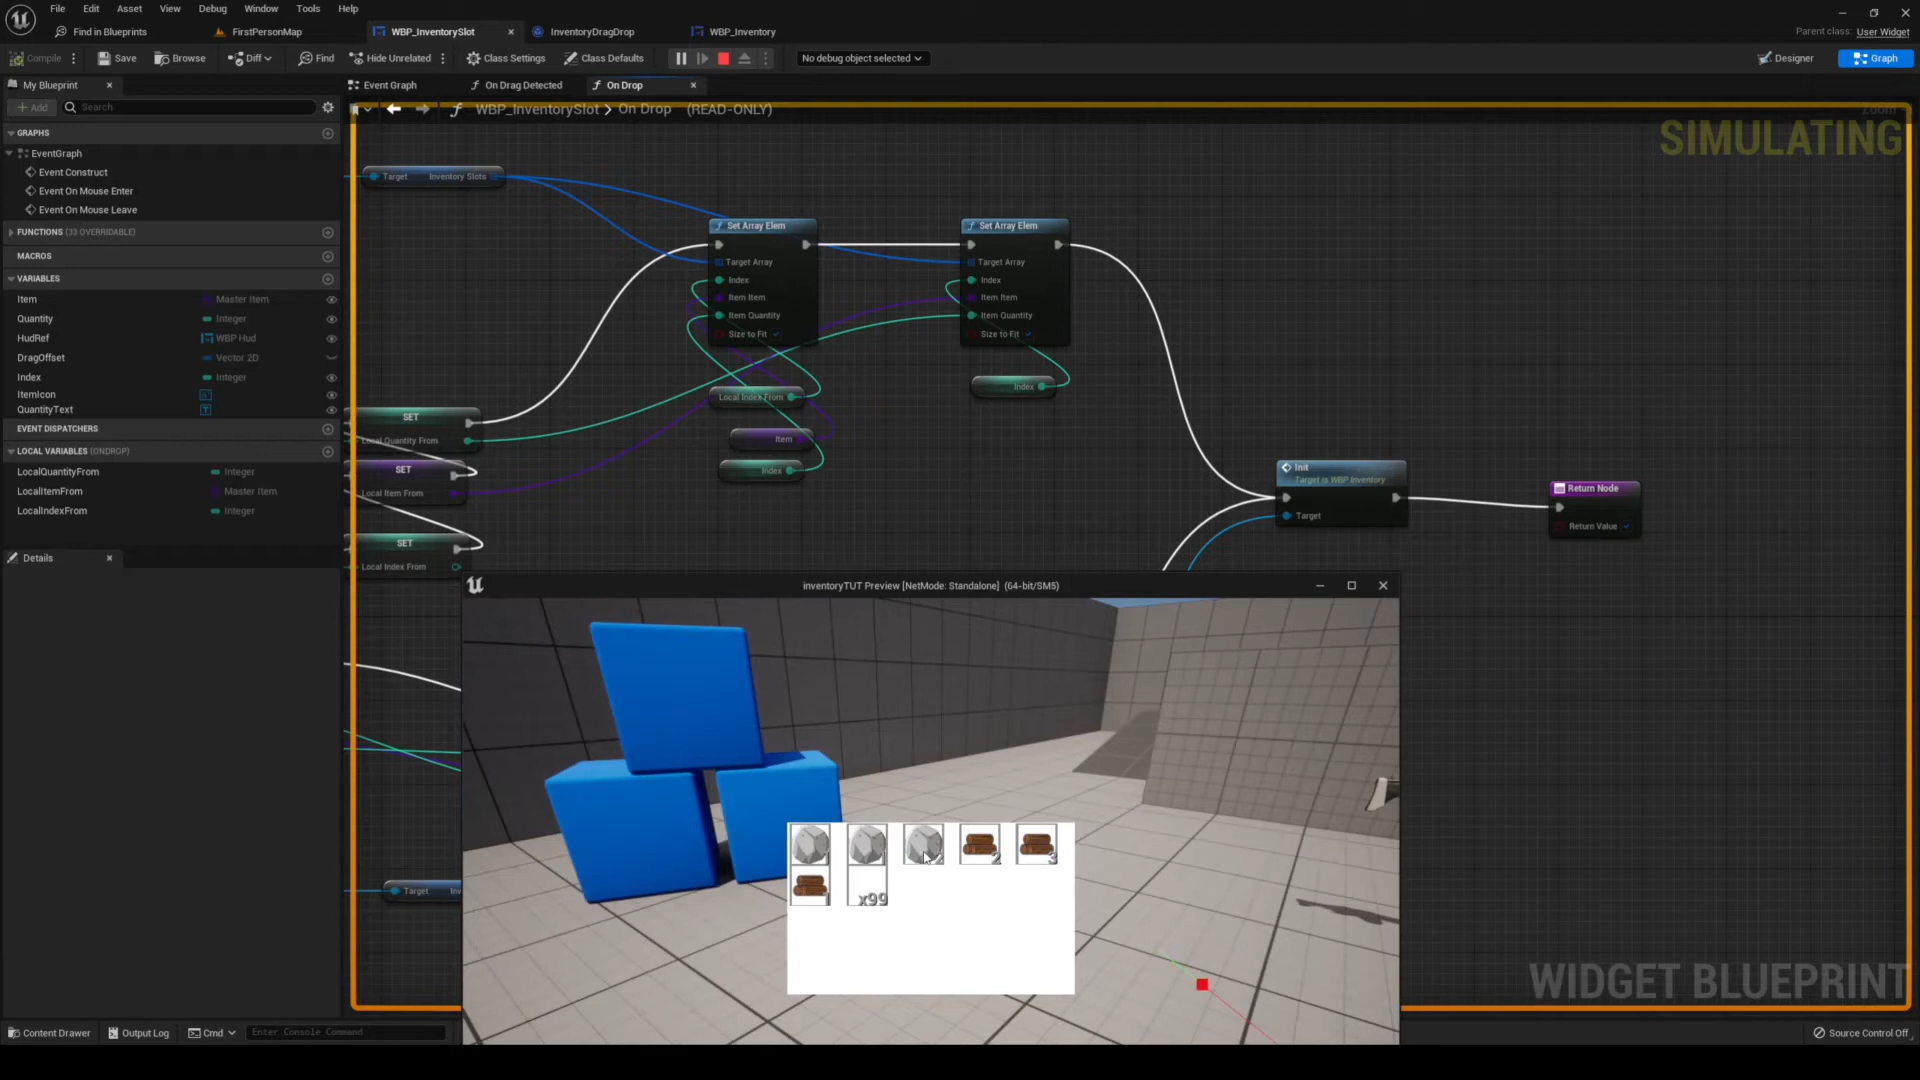 File Edit Asset View Debug Window Tools Help
Find in Blueprints FirstPersonMap WBP_InventorySlot InventoryDragDrop WBP_Inventory Parent class: User Widget
Compile Save Browse Diff Find Hide Unrelated Class Settings Class Defaults No debug object selected Designer Graph
My Blueprint Event Graph On Drag Detected On Drop
Add Search WBP_InventorySlot > On Drop (READ-ONLY) Zoom
GRAPHS
SIMULATING
EventGraph
Event Construct
Event On Mouse Enter
Event On Mouse Leave
FUNCTIONS (33 OVERRIDABLE)
MACROS
VARIABLES
Item Master Item
Quantity Integer
HudRef WBP Hud
DragOffset Vector 2D
Index Integer
ItemIcon
QuantityText
EVENT DISPATCHERS
LOCAL VARIABLES (ONDROP)
LocalQuantityFrom Integer
LocalItemFrom Master Item
LocalIndexFrom Integer
Details
Target Inventory Slots
Set Array Elem
Target Array
Index
Item Item
Item Quantity
Size to Fit
Set Array Elem
Target Array
Index
Item Item
Item Quantity
Size to Fit
Local Index From
Item
Index
Index
SET
Local Quantity From
SET
Local Item From
SET
Local Index From
Init
Target is WBP Inventory
Target
Return Node
Return Value
Target Inv
inventoryTUT Preview [NetMode: Standalone] (64-bit/SM5)
2 3
x99
WIDGET BLUEPRINT
Content Drawer Output Log Cmd Enter Console Command Source Control Off